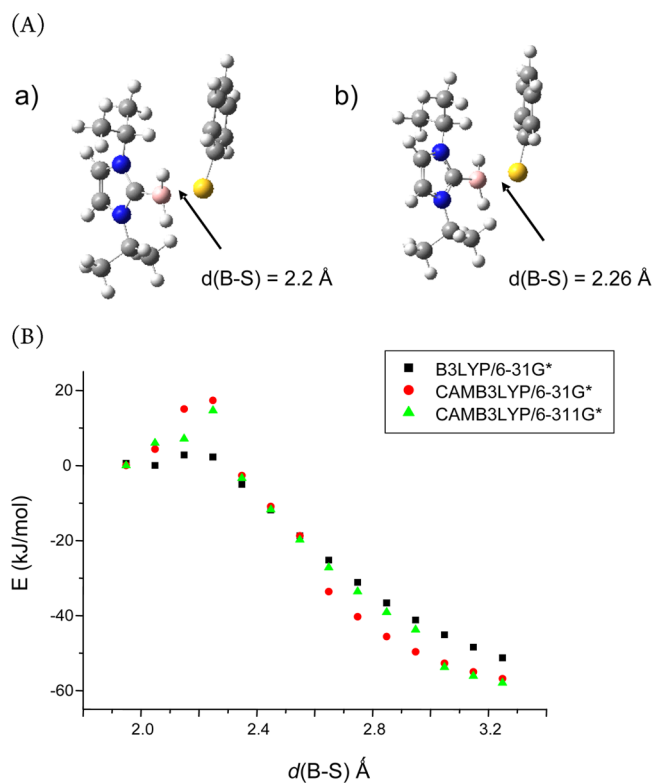 (A)
a)
b)
d(B-S) = 2.2 Å
d(B-S) = 2.26 Å
(B)
B3LYP/6-31G*
CAMB3LYP/6-31G*
CAMB3LYP/6-311G*
20
0
-20
-40
-60
E (kJ/mol)
2.0 2.4 2.8 3.2
d(B-S) Ǻ